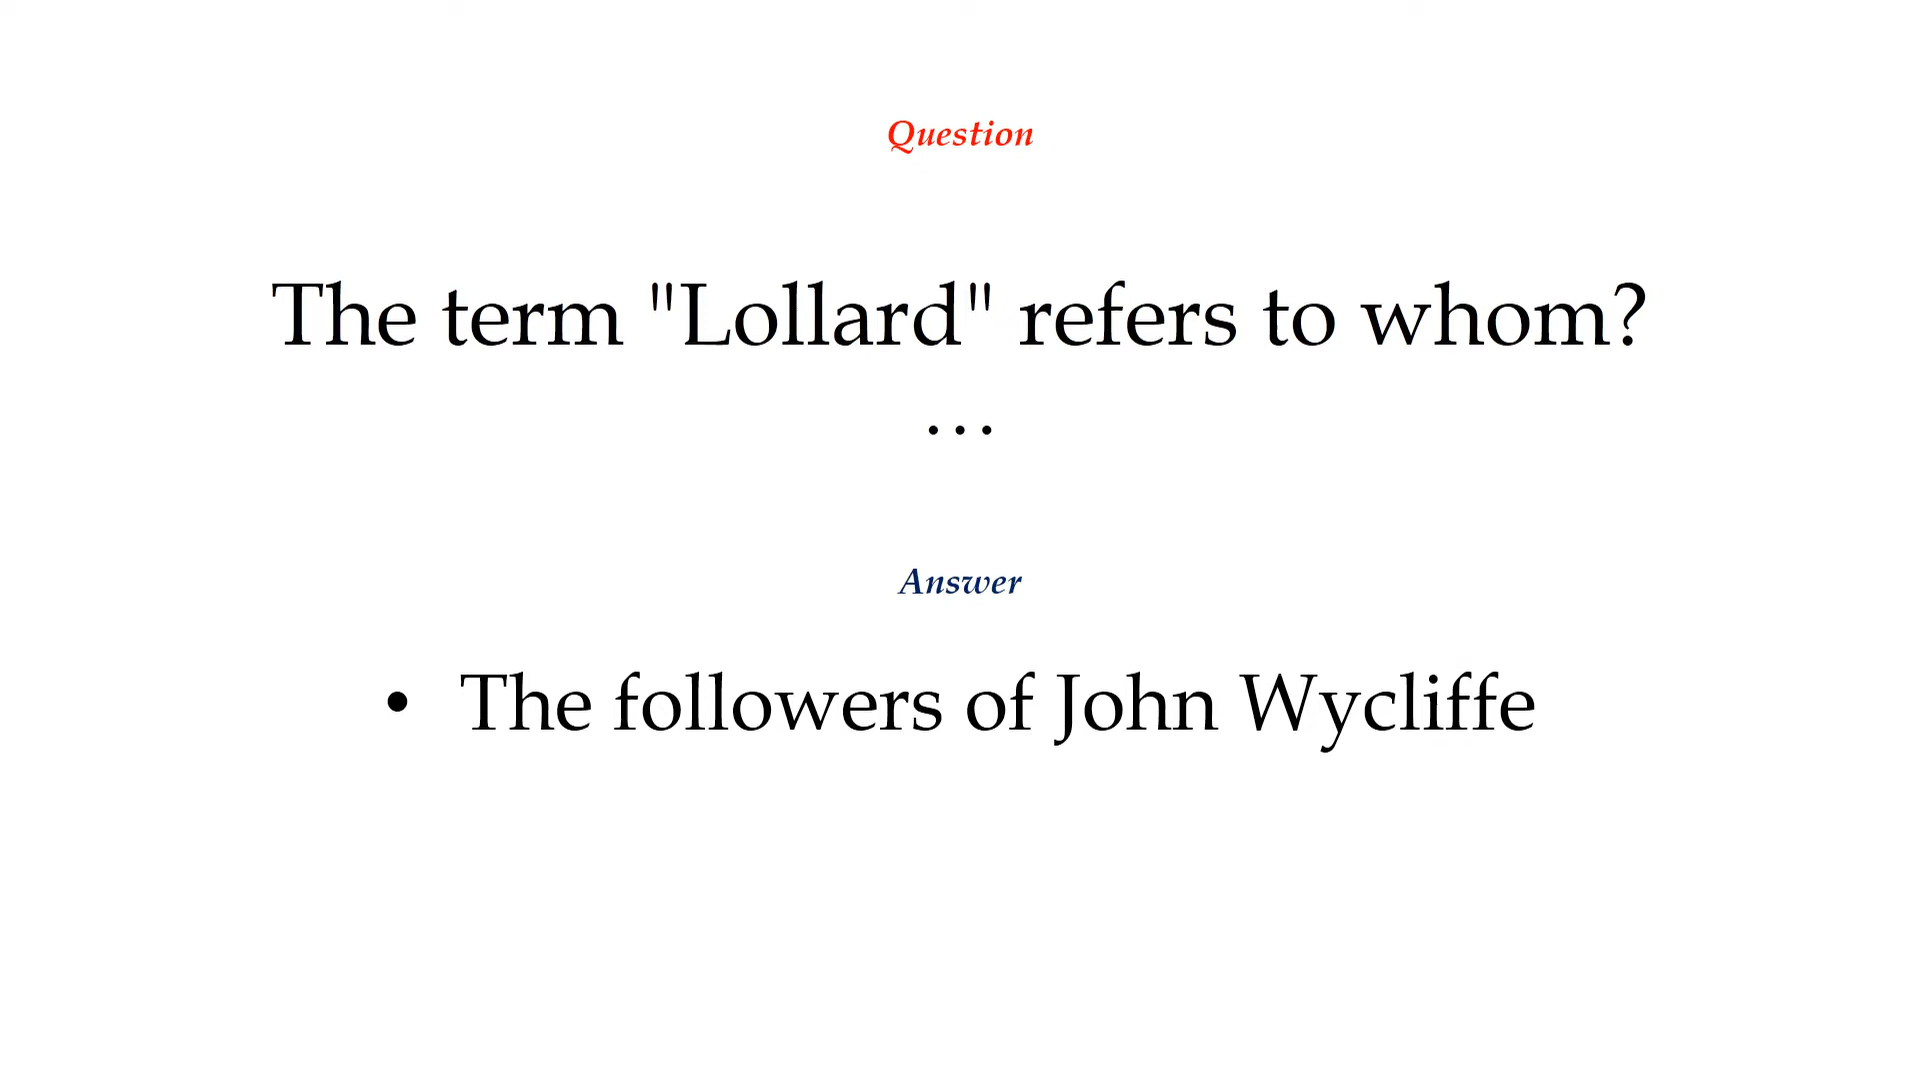 Question
The term "Lollard" refers to whom?
…
Answer
• The followers of John Wycliffe